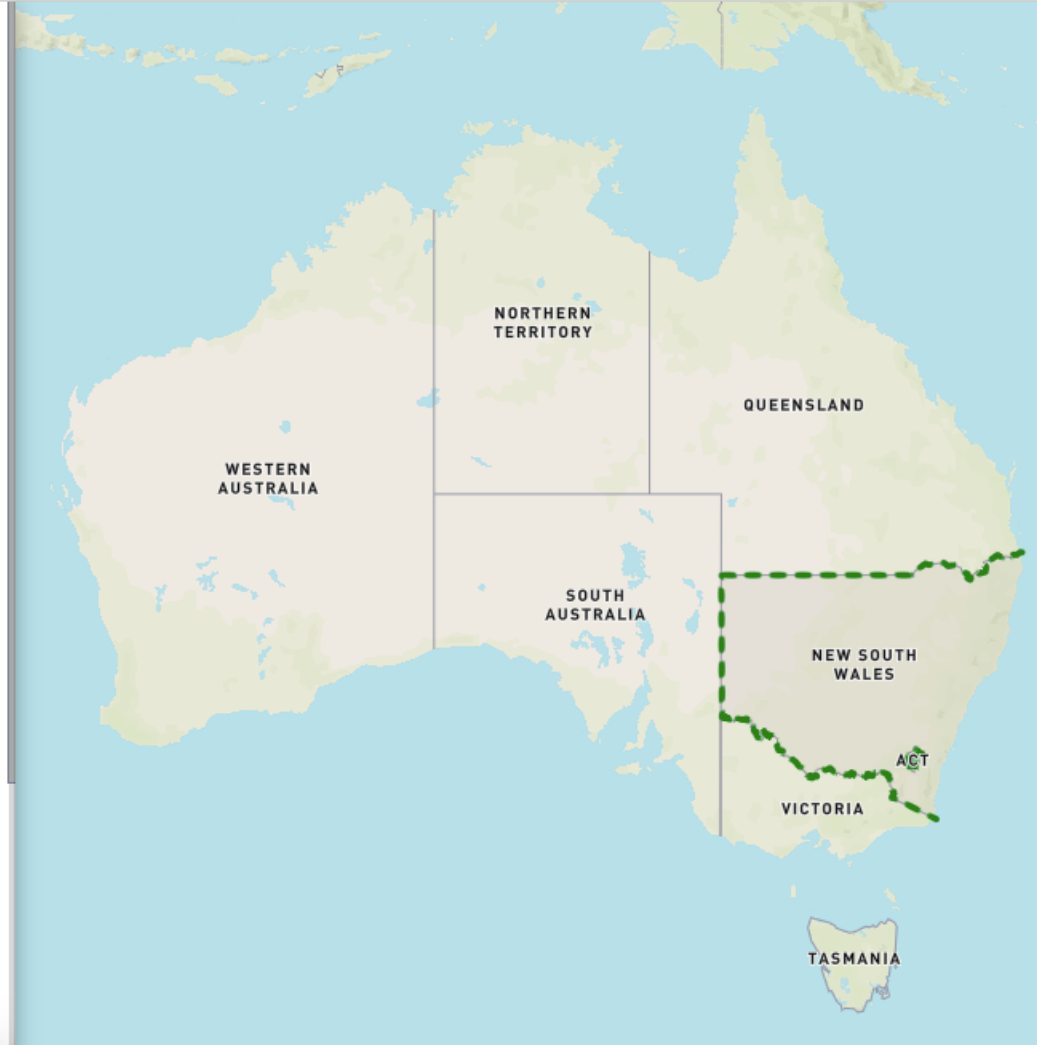 NORTHERN
TERRITORY
QUEENSLAND
WESTERN
AUSTRALIA
SOUTH
AUSTRALIA
NEW SOUTH
WALES
ACT
VICTORIA
TASMANIA